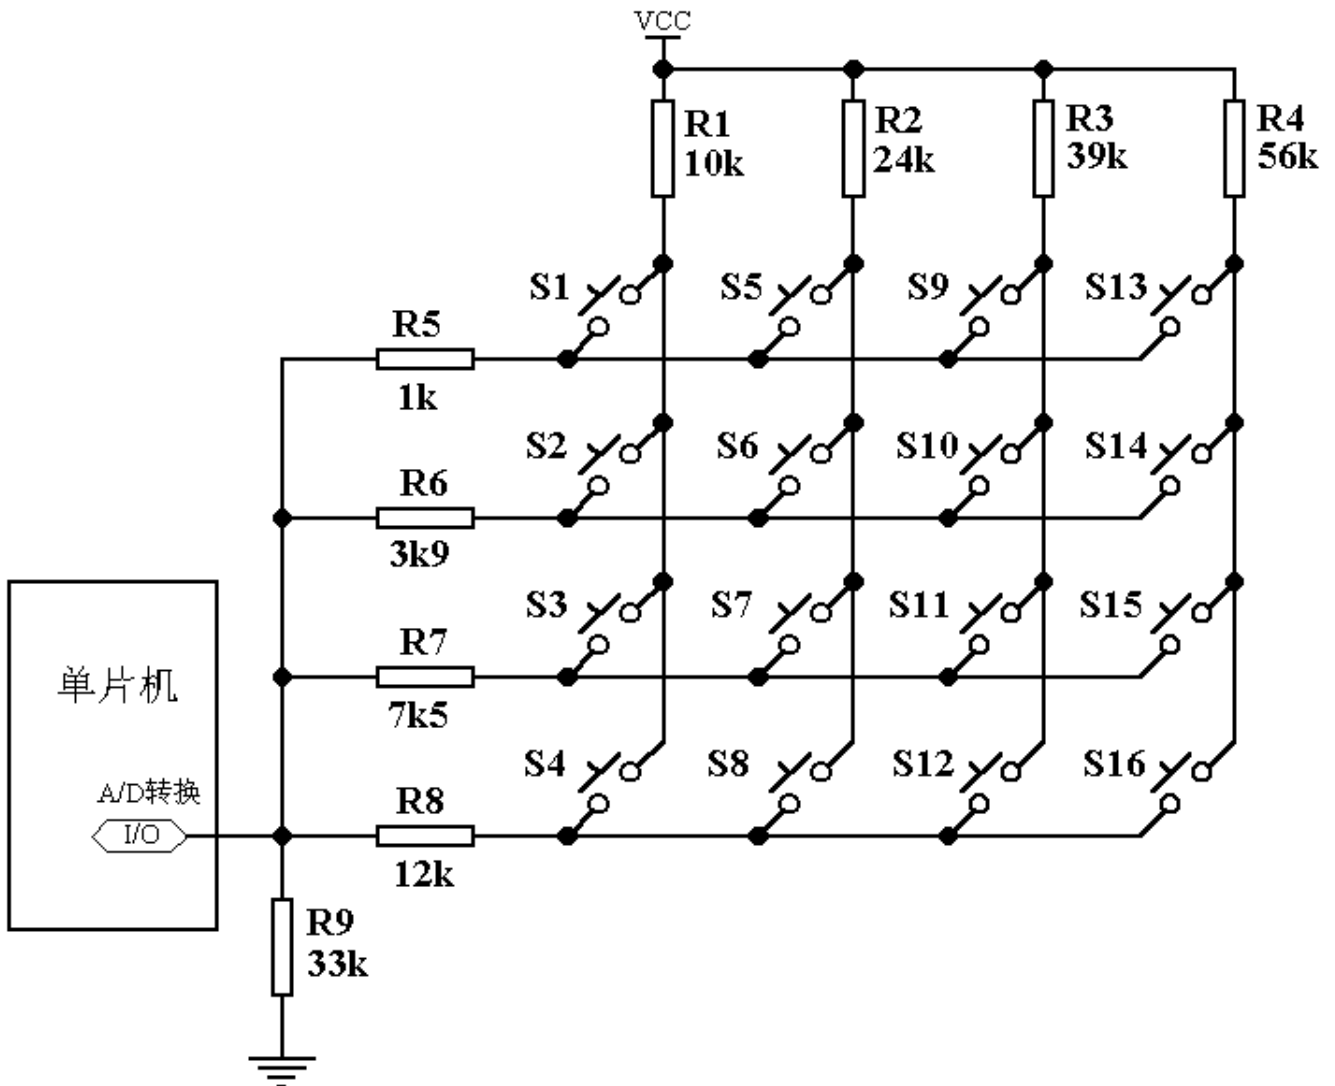 VCC
R1
10k
R2
24k
R3
39k
R4
56k
S1
S5
S9
S13
R5
1k
S2
S6
S10
S14
R6
3k9
S3
S7
S11
S15
R7
7k5
单片机
S4
S8
S12
S16
A/D转换
I/O
R8
12k
R9
33k